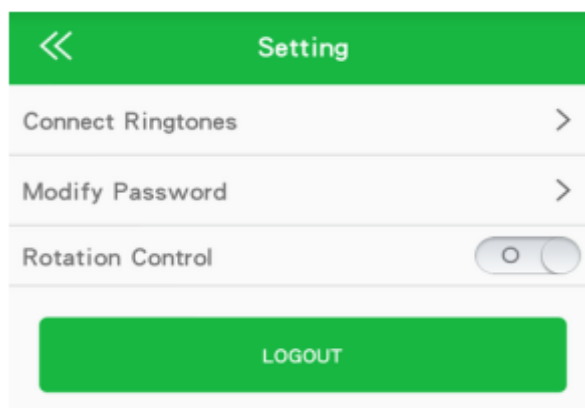 Setting
Connect Ringtones
Modify Password
Rotation Control
LOGOUT